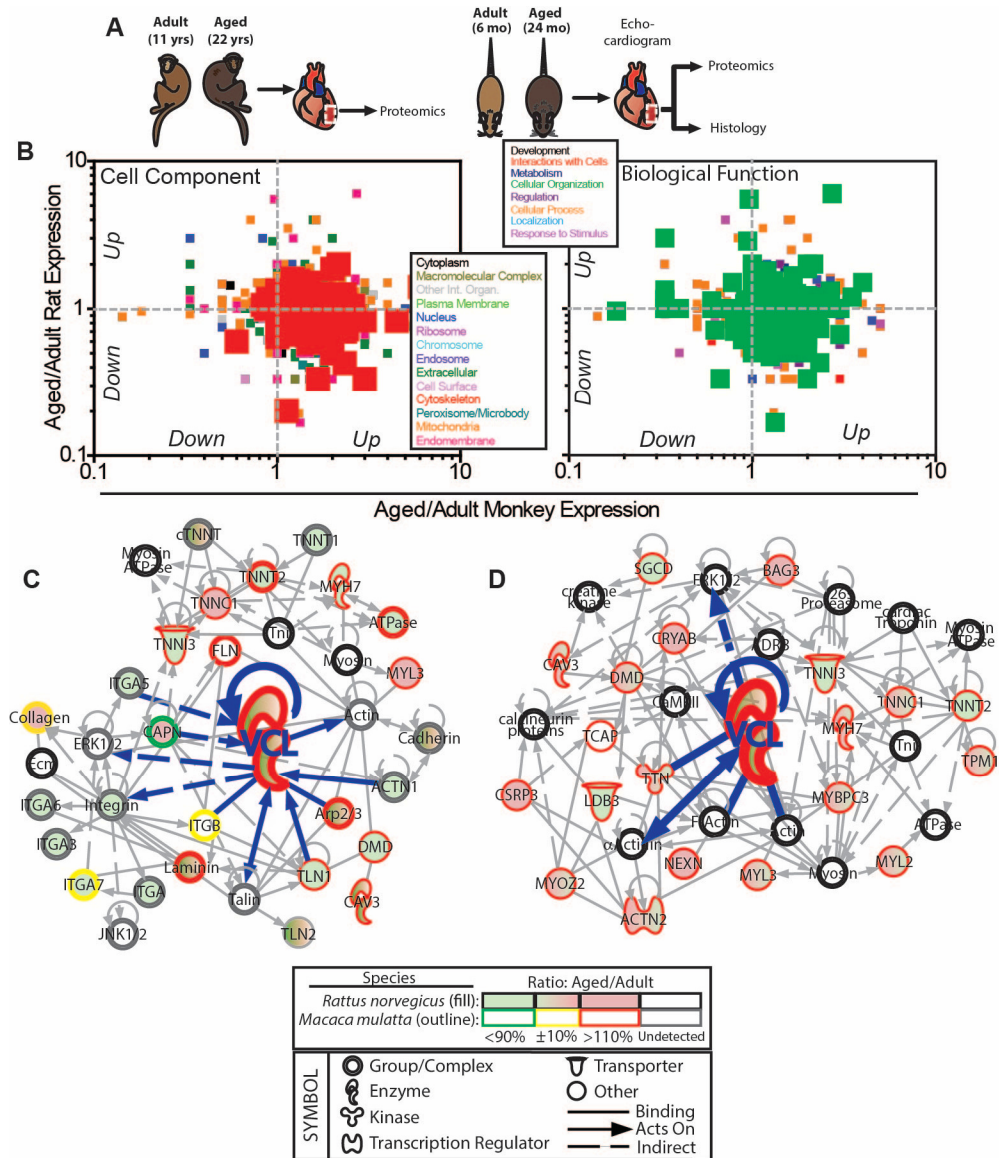 A
Adult
(11 yrs)
Aged
(22 yrs)
Proteomics
Adult
(6 mo)
Aged
(24 mo)
Echo-
cardiogram
Proteomics
Histology
B
Aged/Adult Rat Expression
10
1
0.1
Cell Component
Up
Down
Down
Up
0.1
1
10
Development
Interactions with Cells
Metabolism
Cellular Organization
Regulation
Cellular Process
Localization
Response to Stimulus
Cytoplasm
Macromolecular Complex
Other Int. Organ.
Plasma Membrane
Nucleus
Ribosome
Chromosome
Endosome
Extracellular
Cell Surface
Cytoskeleton
Peroxisome/Microbody
Mitochondria
Endomembrane
Biological Function
Up
Down
Down
Up
0.1
1
10
Aged/Adult Monkey Expression
C
cTNNT
TNNT1
Myosin
ATPase
TNNT2
MYH7
TNNC1
ATPase
Tnt
TNNI3
FLN
Myosin
MYL3
ITGA5
Collagen
CAPN
Actin
ERK1/2
VCL
Cadherin
Ecm
ACTN1
ITGA6
Integrin
Arp2/3
ITGB
ITGA3
DMD
Laminin
TLN1
ITGA7
ITGA
Talin
CAV3
JNK1/2
TLN2
D
SGCD
ERK1/2
BAG3
creatine
kinase
26s
Proteasome
cardiac
Troponin
Myosin
ATPase
CRYAB
ADRB
CAV3
DMD
TNNI3
CaMKII
TNNC1
TNNT2
calcineurin
proteins
TCAP
VCL
MYH7
Tnt
TPM1
TTN
CSRP3
LDB3
MYBPC3
F Actin
Actin
ATPase
αActinin
NEXN
MYL3
Myosin
MYL2
MYOZ2
ACTN2
Species
Ratio: Aged/Adult
Rattus norvegicus (fill):
Macaca mulatta (outline):
<90%
±10%
>110%
Undetected
SYMBOL
Group/Complex
Enzyme
Kinase
Transcription Regulator
Transporter
Other
Binding
Acts On
Indirect